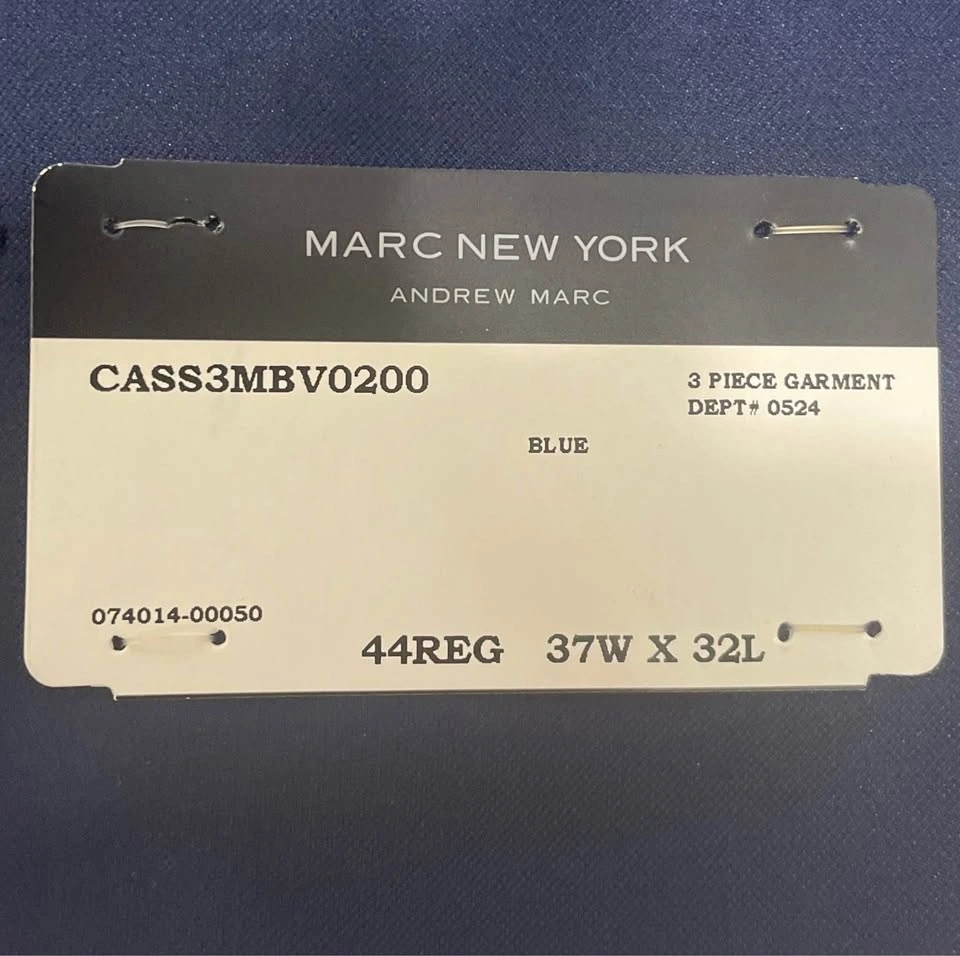 MARC NEW YORK
ANDREW MARC
CASS3MBV0200
3 PIECE GARMENT
DEPT# 0524
BLUE
074014-00050
44REG 37W X 32L